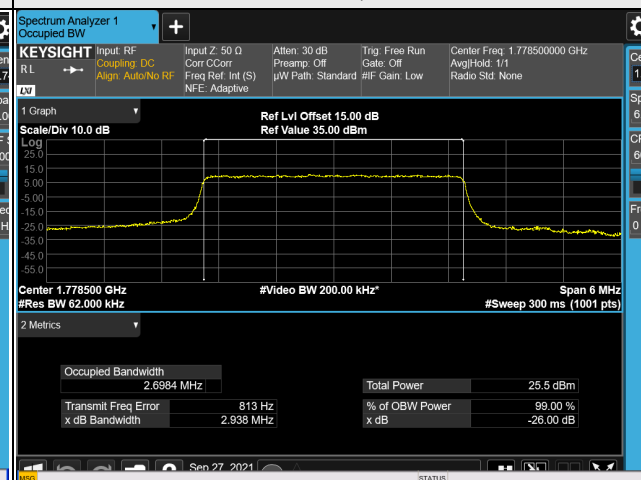 Spectrum Analyzer 1
Occupied BW
+
KEYSIGHT Input: RF Input Z: 50 Ω Atten: 30 dB Trig: Free Run Center Freq: 1.778500000 GHz
RL Coupling: DC Corr CCorr Preamp: Off Gate: Off Avg|Hold: 1/1
Align: Auto/No RF Freq Ref: Int (S) µW Path: Standard #IF Gain: Low Radio Std: None
LXI NFE: Adaptive
1 Graph
Ref Lvl Offset 15.00 dB
Scale/Div 10.0 dB Ref Value 35.00 dBm
Log
25.0
15.0
5.00
-5.00
-15.0
-25.0
-35.0
-45.0
-55.0
Center 1.778500 GHz #Video BW 200.00 kHz* Span 6 MHz
#Res BW 62.000 kHz #Sweep 300 ms (1001 pts)
2 Metrics
Occupied Bandwidth
2.6984 MHz Total Power 25.5 dBm
Transmit Freq Error 813 Hz % of OBW Power 99.00 %
x dB Bandwidth 2.938 MHz x dB -26.00 dB
Sep 27, 2021
MSG STATUS